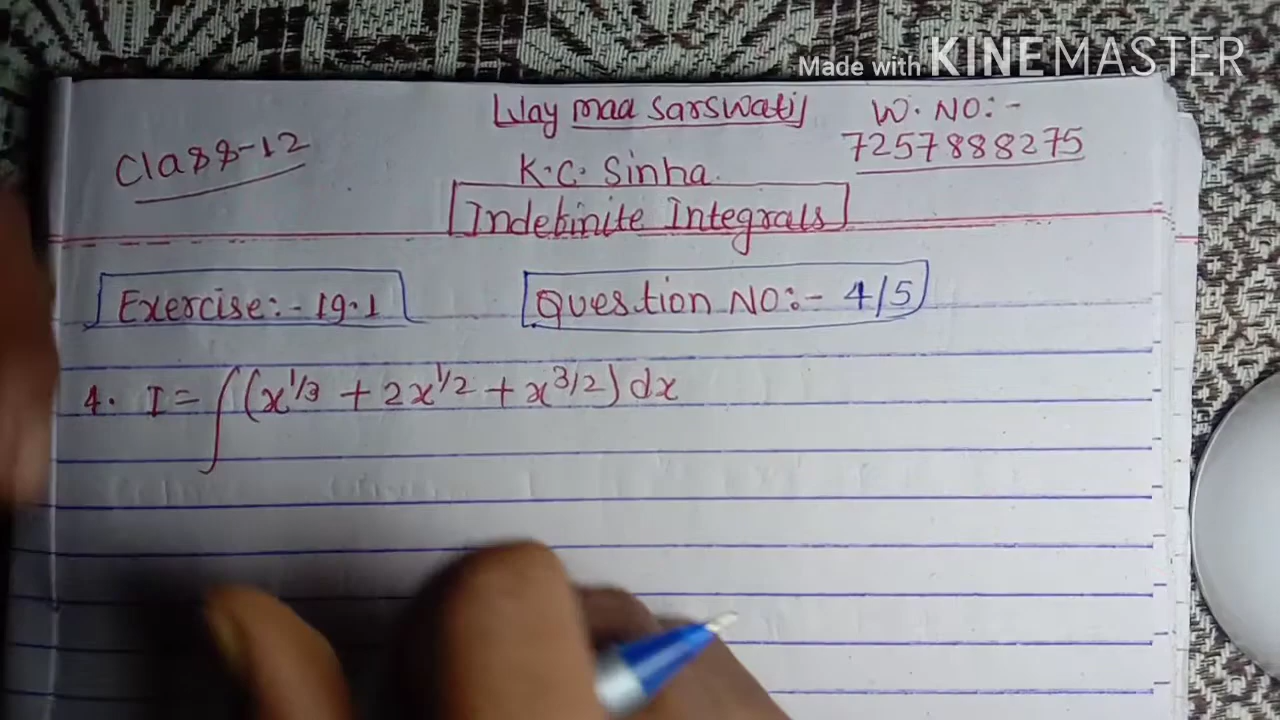 Made with KINEMASTER
Jay maa Sarswati
W. NO:-
7257888275
Class-12
K.C. Sinha
Indefinite Integrals
Exercise:- 19.1
Question NO:- 4/5
4. I = ∫(x^1/3 + 2x^1/2 + x^3/2) dx